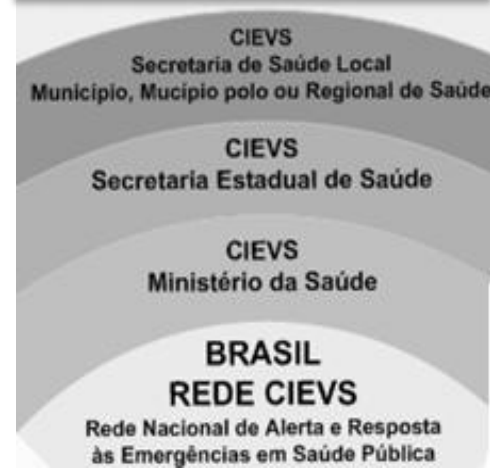 CIEVS
Secretaria de Saúde Local
Município, Mucípio polo ou Regional de Saúde
CIEVS
Secretaria Estadual de Saúde
CIEVS
Ministério da Saúde
BRASIL
REDE CIEVS
Rede Nacional de Alerta e Resposta
às Emergências em Saúde Pública